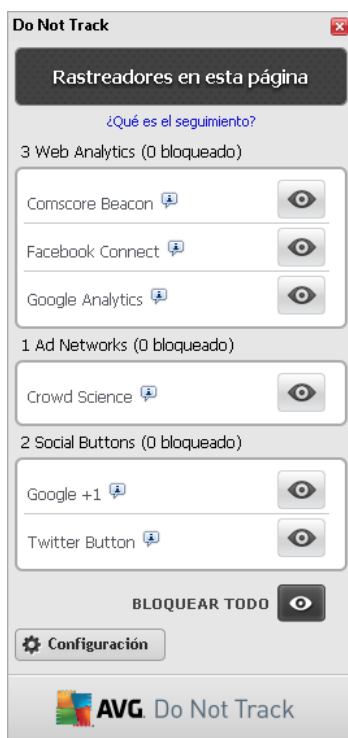 Do Not Track
Rastreadores en esta página
¿Qué es el seguimiento?
3 Web Analytics (0 bloqueado)
Comscore Beacon
Facebook Connect
Google Analytics
1 Ad Networks (0 bloqueado)
Crowd Science
2 Social Buttons (0 bloqueado)
Google +1
Twitter Button
BLOQUEAR TODO
Configuración
AVG. Do Not Track